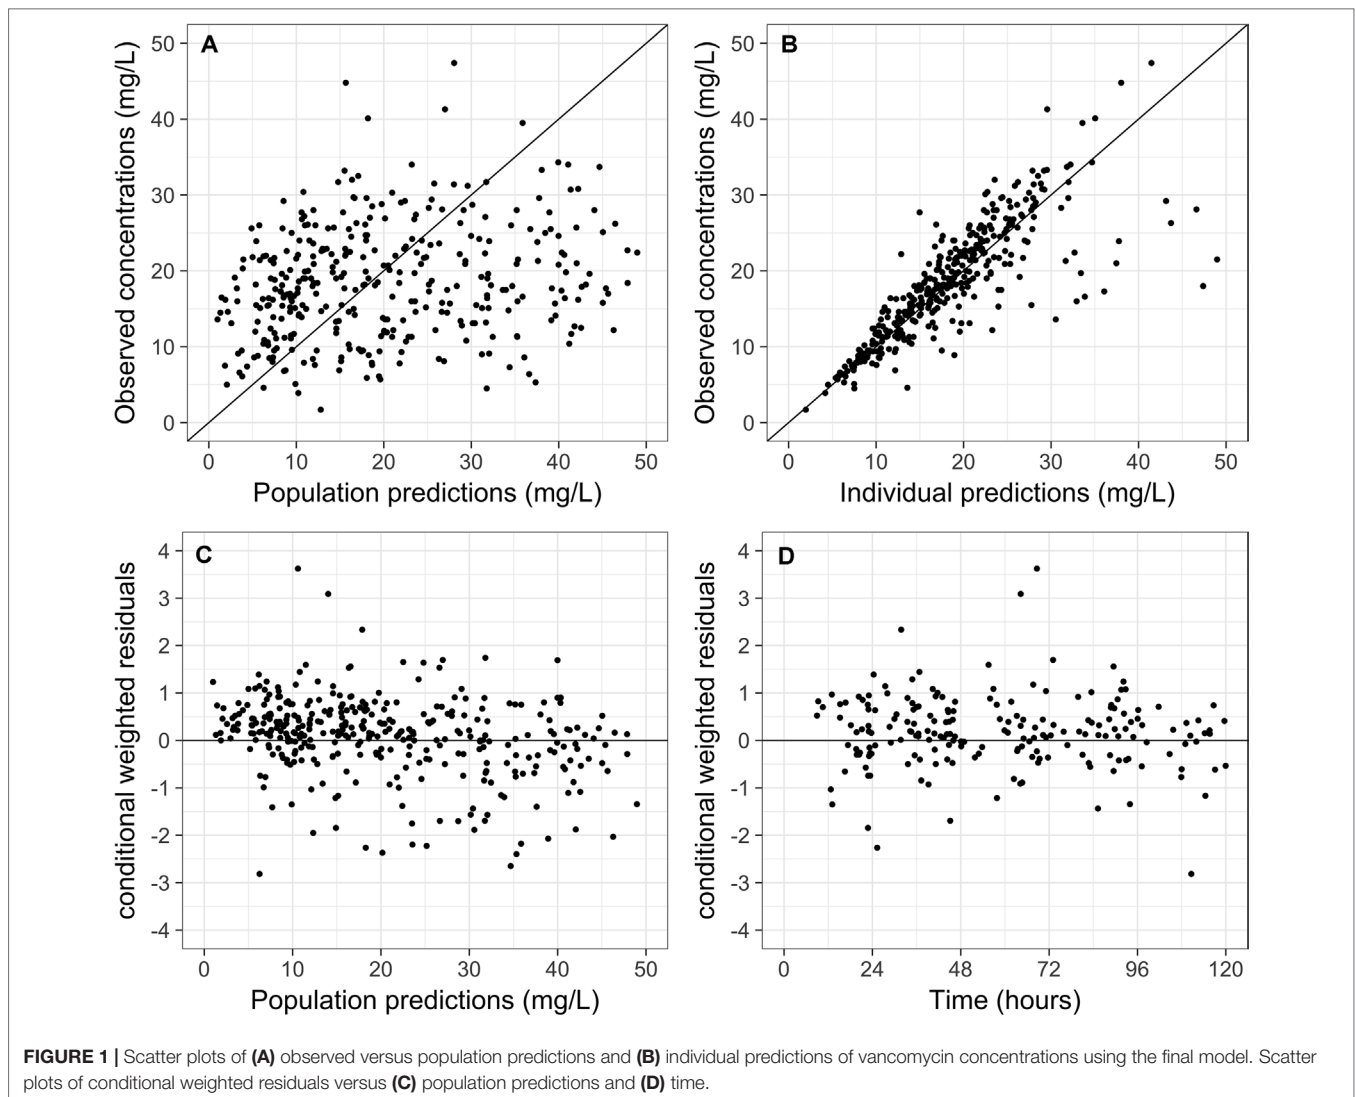 A
50
40
30
20
10
0
Observed concentrations (mg/L)
0 10 20 30 40 50
Population predictions (mg/L)
B
50
40
30
20
10
0
Observed concentrations (mg/L)
0 10 20 30 40 50
Individual predictions (mg/L)
C
4
3
2
1
0
-1
-2
-3
-4
conditional weighted residuals
0 10 20 30 40 50
Population predictions (mg/L)
D
4
3
2
1
0
-1
-2
-3
-4
conditional weighted residuals
0 24 48 72 96 120
Time (hours)
FIGURE 1 | Scatter plots of (A) observed versus population predictions and (B) individual predictions of vancomycin concentrations using the final model. Scatter
plots of conditional weighted residuals versus (C) population predictions and (D) time.